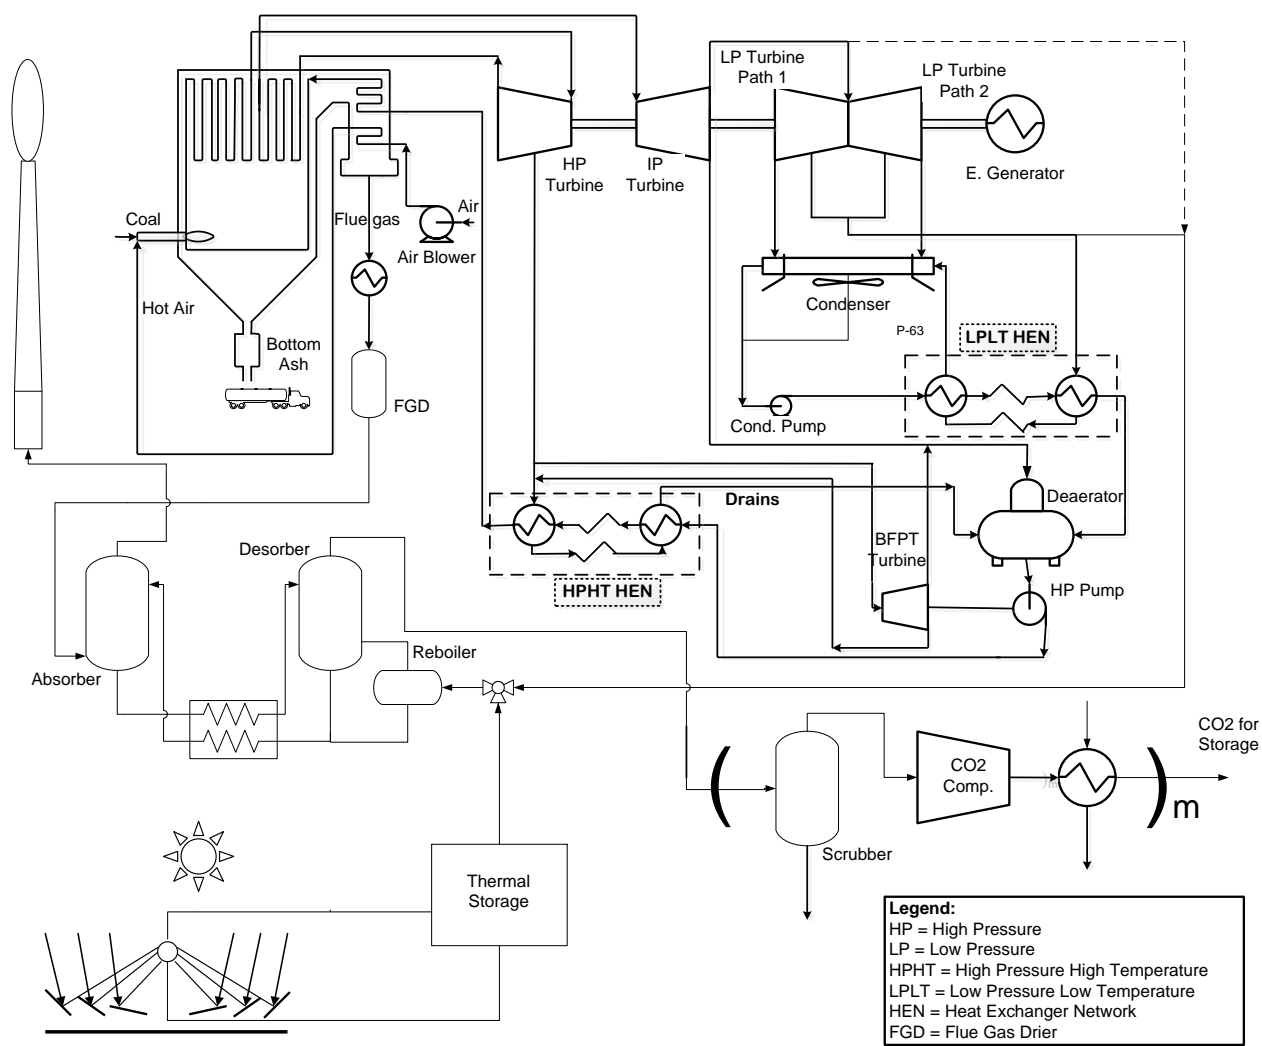 LP Turbine
Path 1
LP Turbine
Path 2
HP
Turbine
IP
Turbine
E. Generator
Coal
Flue gas
Air
Air Blower
Hot Air
Condenser
P-63
LPLT HEN
Bottom
Ash
FGD
Cond. Pump
Drains
Deaerator
BFPT
Turbine
HPHT HEN
HP Pump
Desorber
Absorber
Reboiler
CO2 for
Storage
CO2
Comp.
( ) m
Scrubber
Thermal
Storage
Legend:
HP = High Pressure
LP = Low Pressure
HPHT = High Pressure High Temperature
LPLT = Low Pressure Low Temperature
HEN = Heat Exchanger Network
FGD = Flue Gas Drier